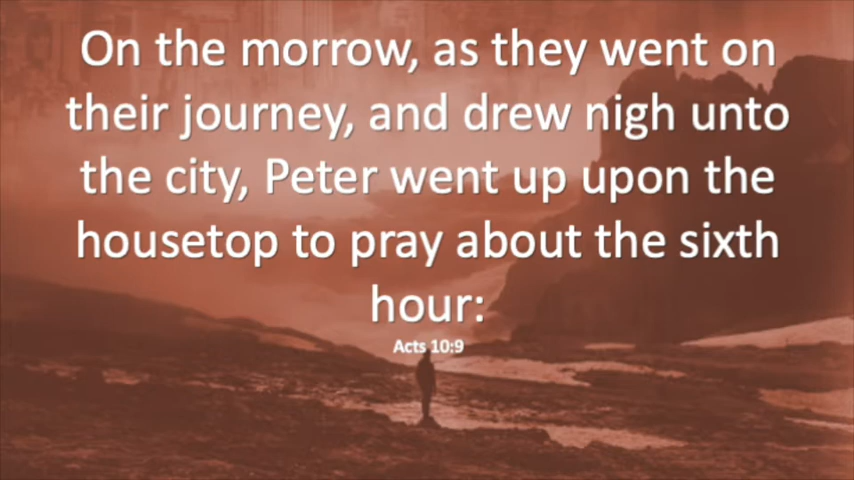 On the morrow, as they went on
their journey, and drew nigh unto
the city, Peter went up upon the
housetop to pray about the sixth
hour:
Acts 10:9